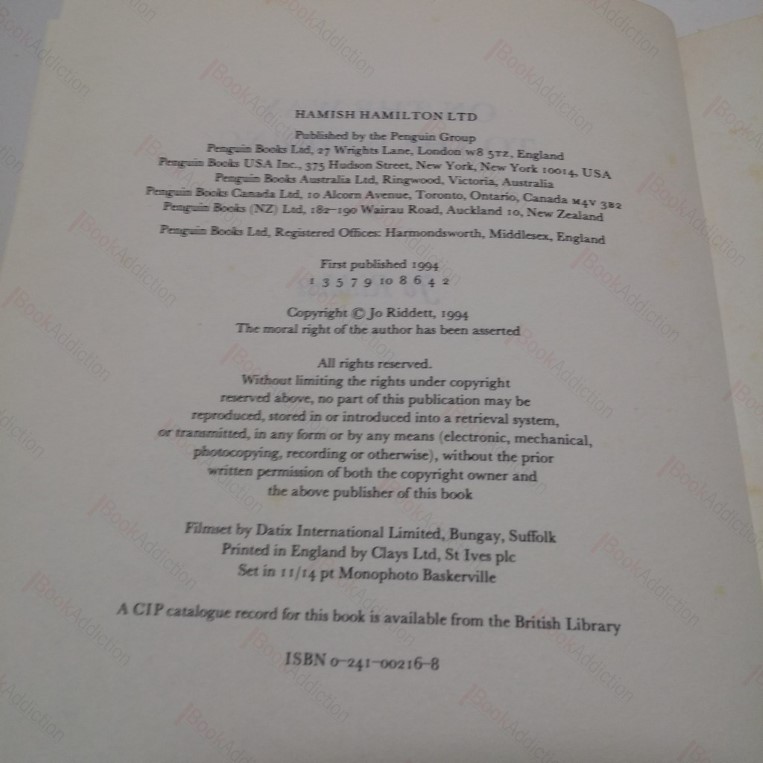 HAMISH HAMILTON LTD
Published by the Penguin Group
Penguin Books Ltd, 27 Wrights Lane, London W8 5TZ, England
Penguin Books USA Inc., 375 Hudson Street, New York, New York 10014, USA
Penguin Books Australia Ltd, Ringwood, Victoria, Australia
Penguin Books Canada Ltd, 10 Alcorn Avenue, Toronto, Ontario, Canada M4V 3B2
Penguin Books (NZ) Ltd, 182–190 Wairau Road, Auckland 10, New Zealand
Penguin Books Ltd, Registered Offices: Harmondsworth, Middlesex, England
First published 1994
1 3 5 7 9 10 8 6 4 2
Copyright © Jo Riddett, 1994
The moral right of the author has been asserted
All rights reserved.
Without limiting the rights under copyright
reserved above, no part of this publication may be
reproduced, stored in or introduced into a retrieval system,
or transmitted, in any form or by any means (electronic, mechanical,
photocopying, recording or otherwise), without the prior
written permission of both the copyright owner and
the above publisher of this book
Filmset by Datix International Limited, Bungay, Suffolk
Printed in England by Clays Ltd, St Ives plc
Set in 11/14 pt Monophoto Baskerville
A CIP catalogue record for this book is available from the British Library
ISBN 0–241–00216–8
iBookAddiction